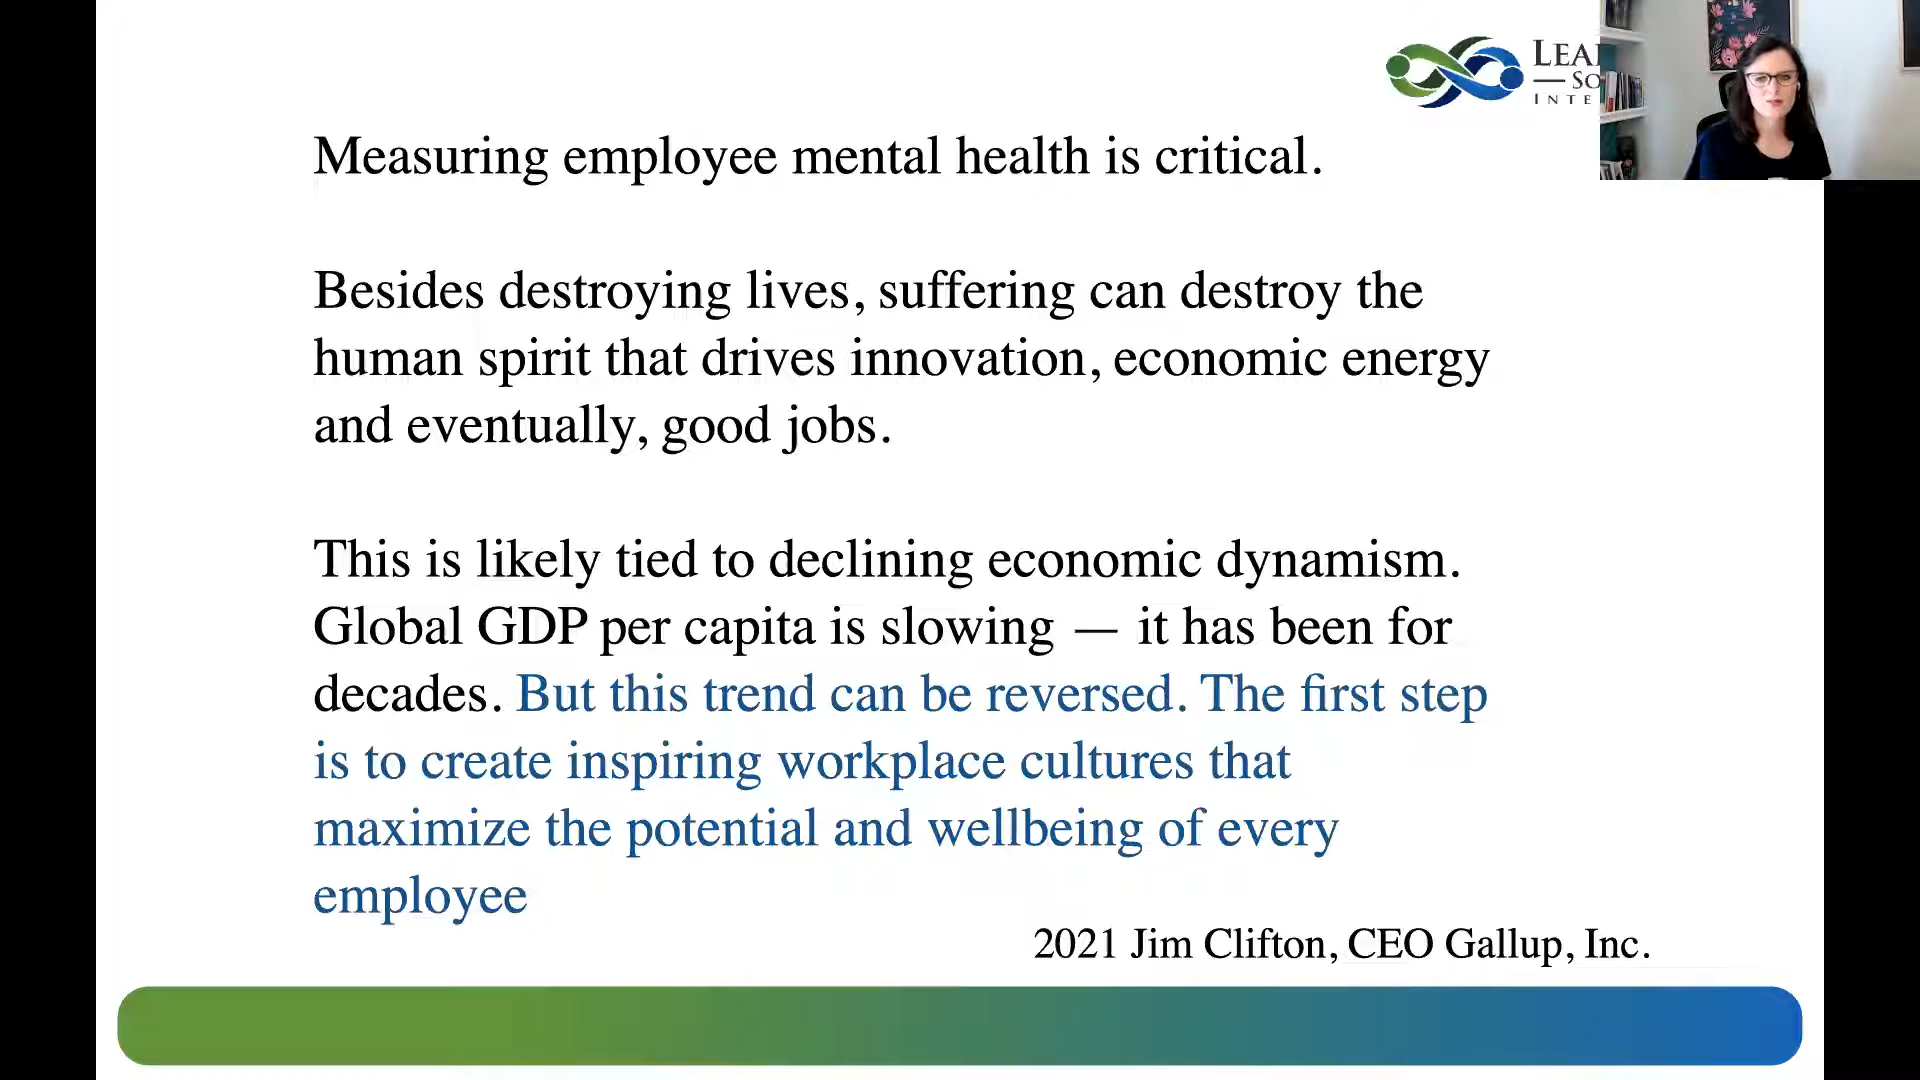 Measuring employee mental health is critical.
Besides destroying lives, suffering can destroy the
human spirit that drives innovation, economic energy
and eventually, good jobs.
This is likely tied to declining economic dynamism.
Global GDP per capita is slowing — it has been for
decades. But this trend can be reversed. The first step
is to create inspiring workplace cultures that
maximize the potential and wellbeing of every
employee
2021 Jim Clifton, CEO Gallup, Inc.